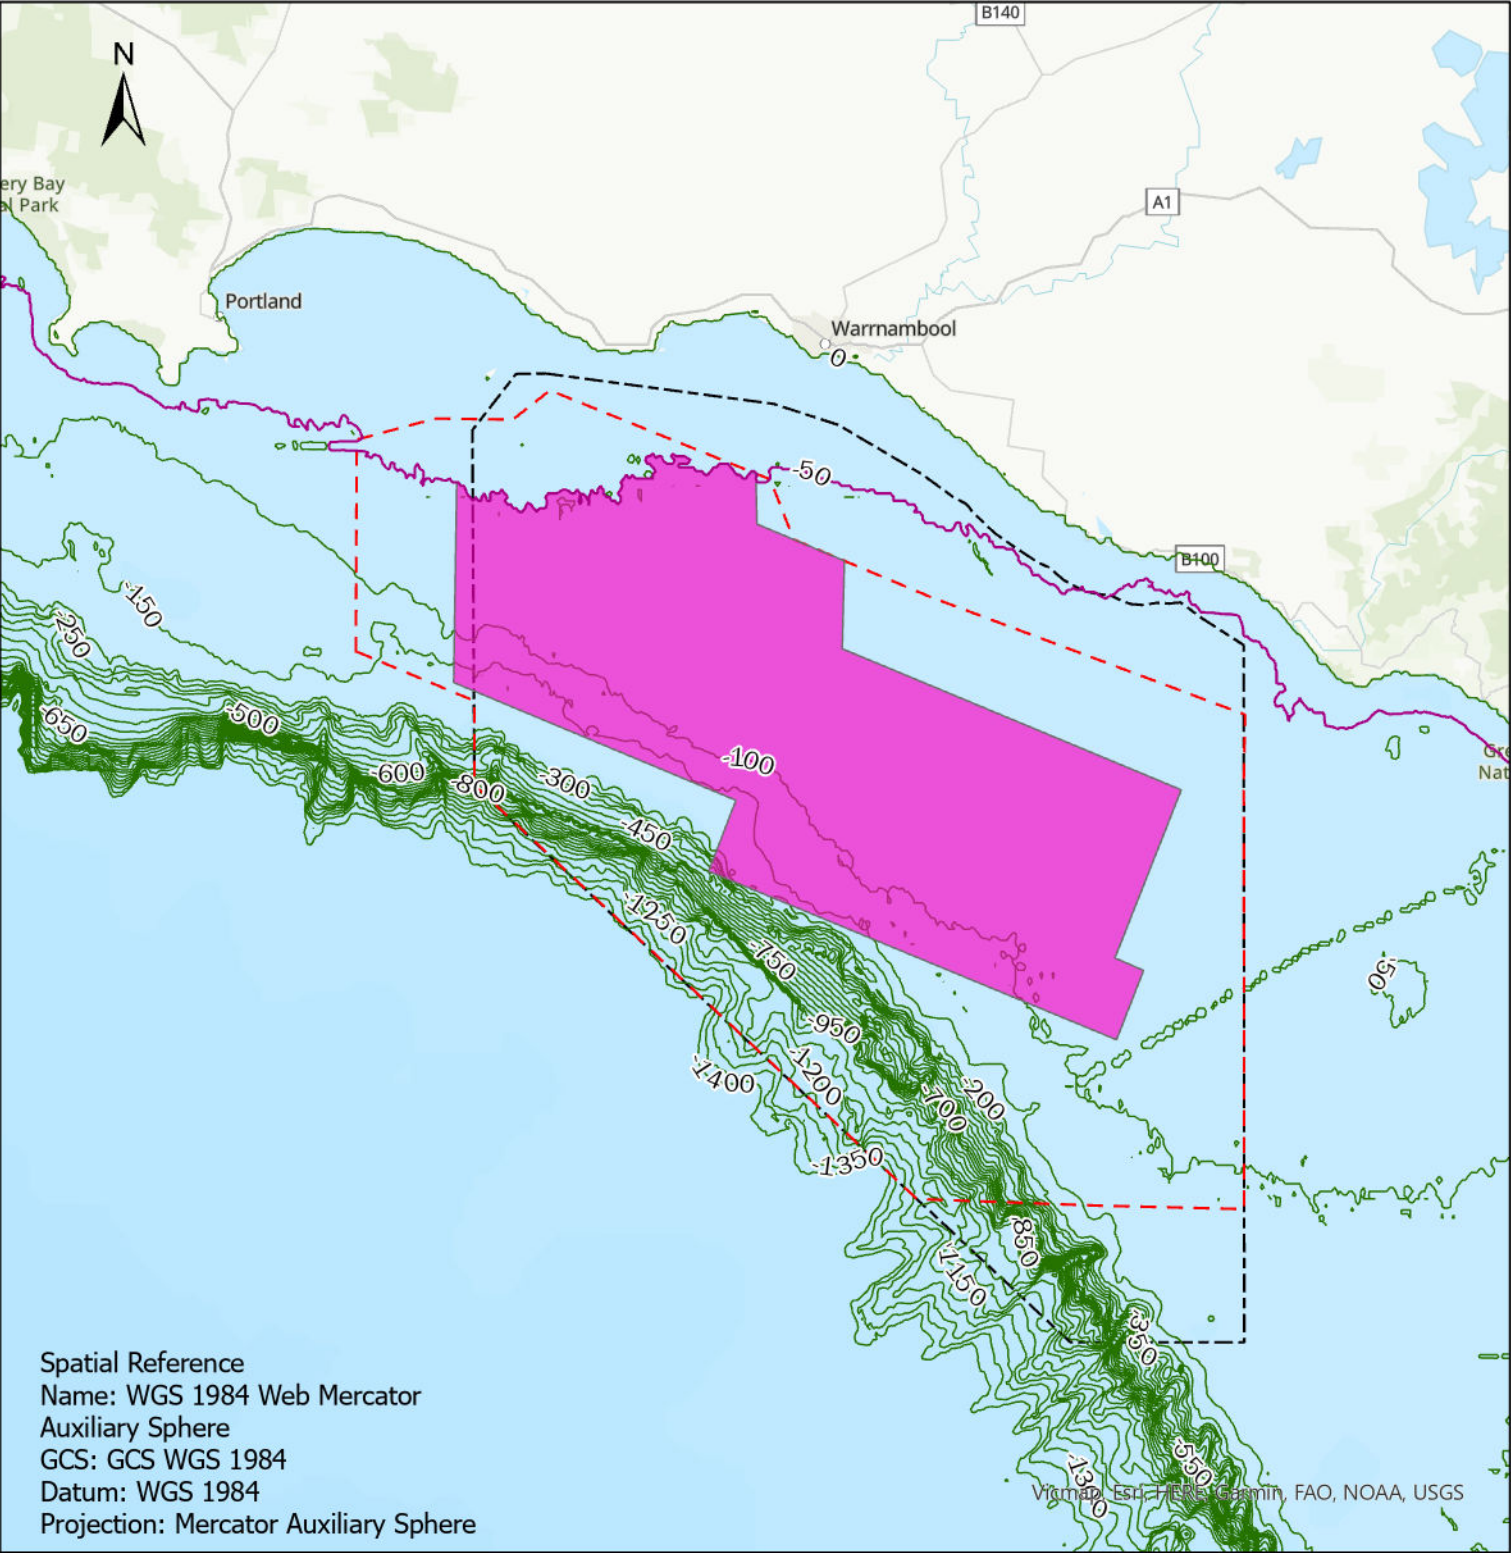 B140
N
ery Bay
al Park
A1
Portland
Warrnambool
0
-50
B100
-150
-250
-650
-500
-600
-800
-300
-100
-450
Gre
Nat
-1250
-750
50
-950
-1400
-1200
-700
-200
-1350
850
-1150
-350
Spatial Reference
Name: WGS 1984 Web Mercator
Auxiliary Sphere
GCS: GCS WGS 1984
Datum: WGS 1984
Projection: Mercator Auxiliary Sphere
-550
-1300
Vicmap, Esri, HERE, Garmin, FAO, NOAA, USGS